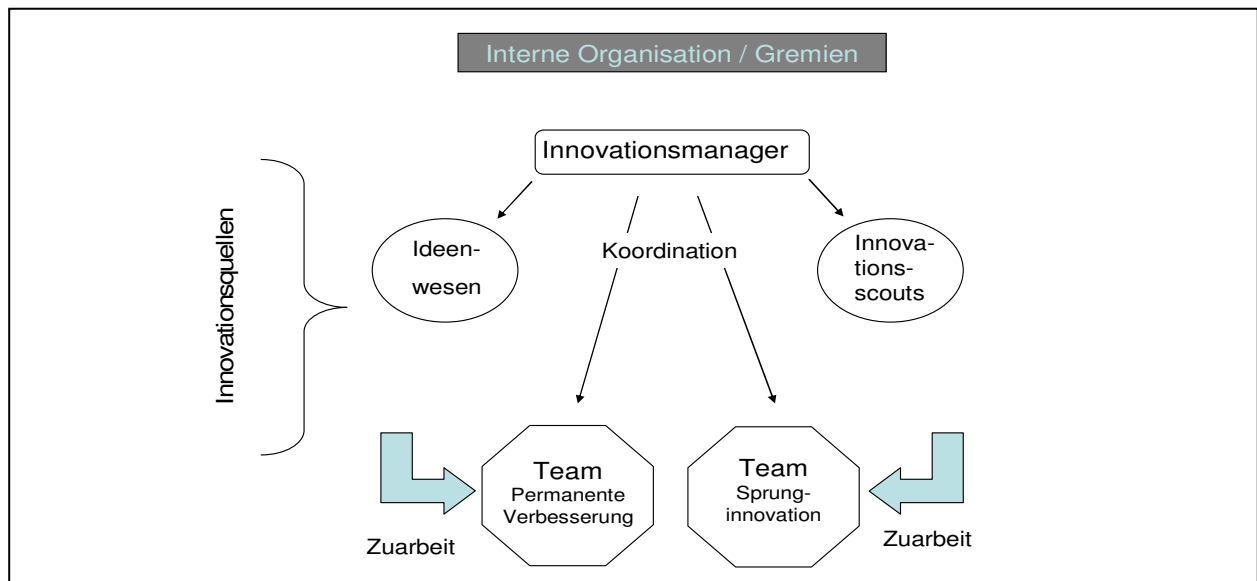 Interne Organisation / Gremien
Innovationsmanager
Innovationsquellen
Ideen-
wesen
Koordination
Innova-
tions-
scouts
Team
Permanente
Verbesserung
Team
Sprung-
innovation
Zuarbeit
Zuarbeit